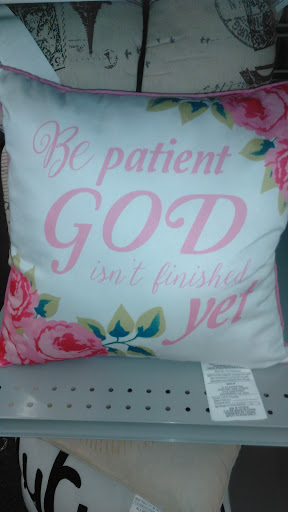 Be patient
GOD
isn't finished
yet